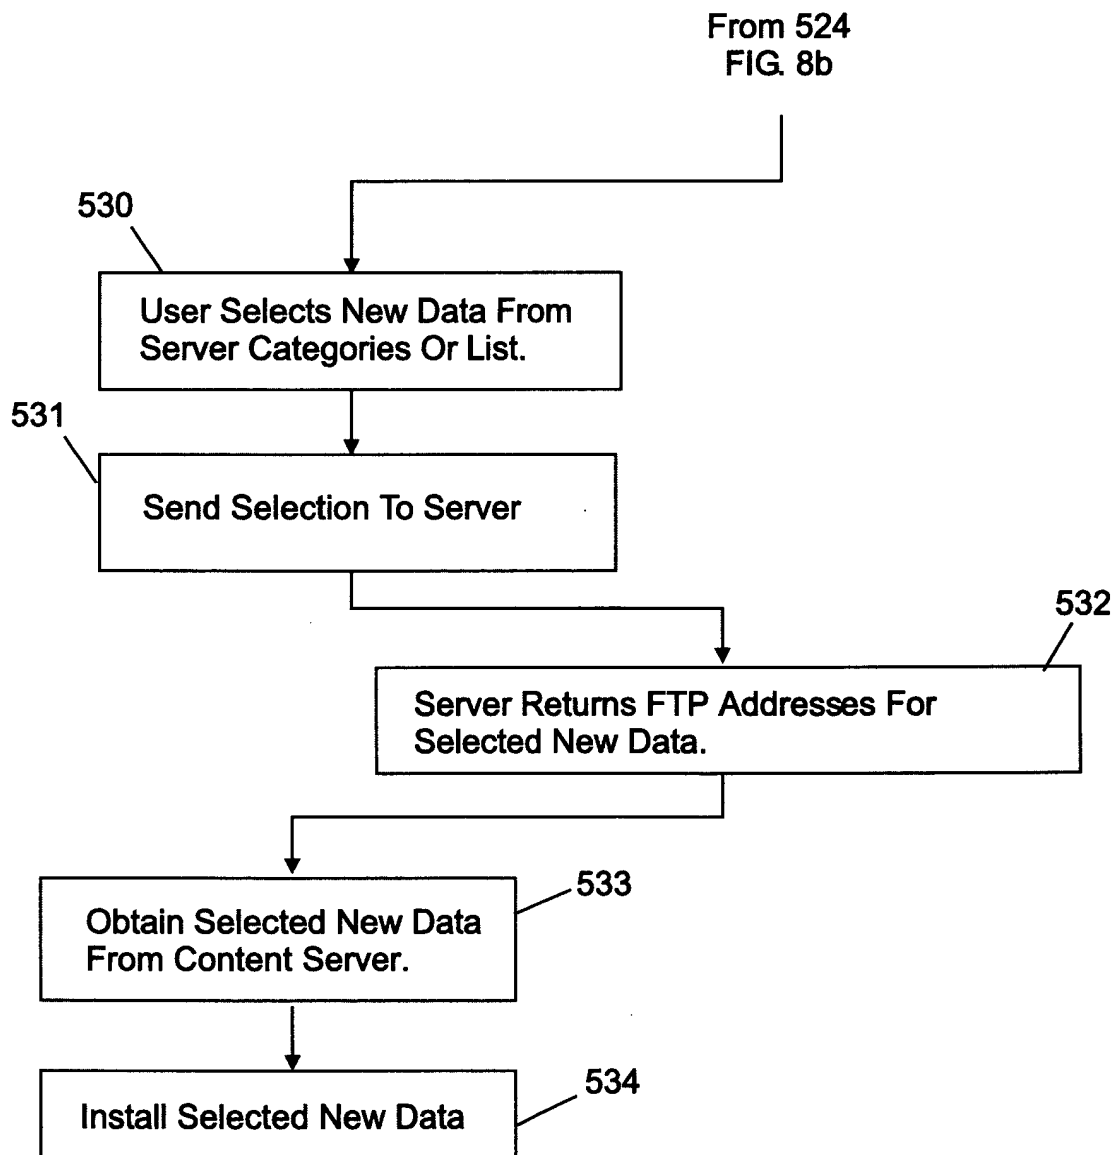 From 524
FIG. 8b
530
User Selects New Data From
Server Categories Or List.
531
Send Selection To Server
532
Server Returns FTP Addresses For
Selected New Data.
533
Obtain Selected New Data
From Content Server.
534
Install Selected New Data